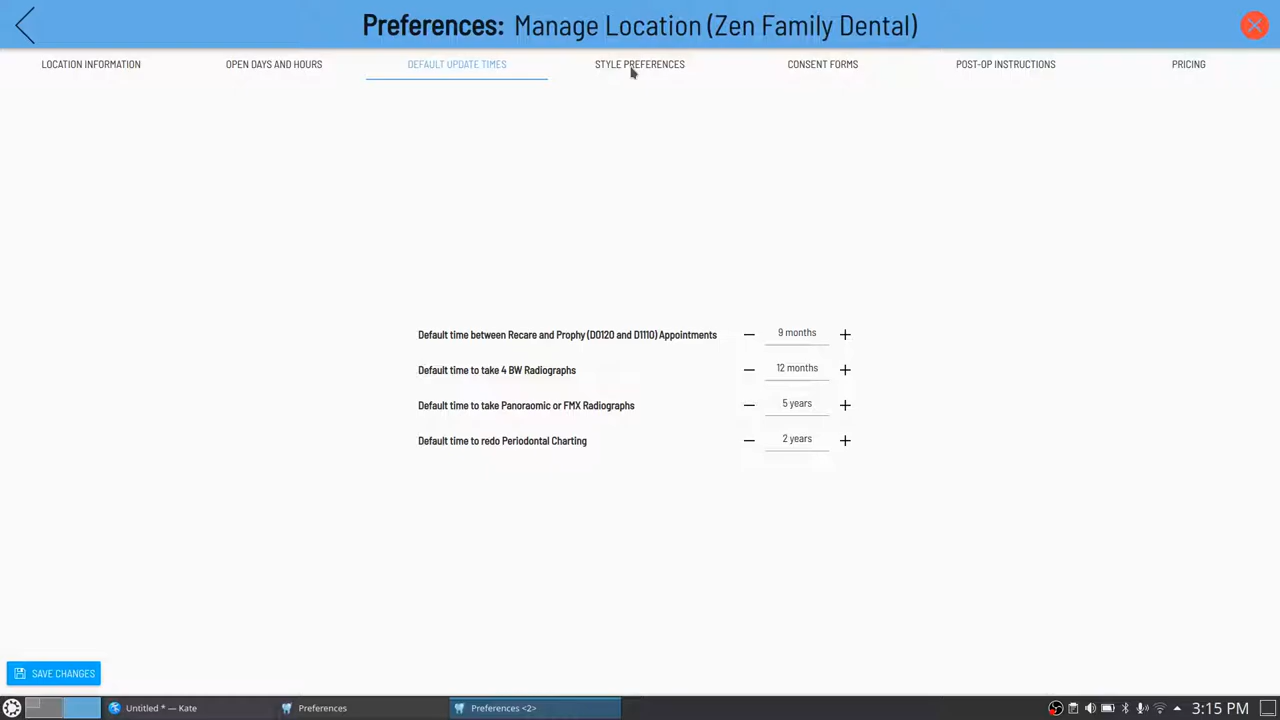 Preferences: Manage Location (Zen Family Dental)
LOCATION INFORMATION OPEN DAYS AND HOURS DEFAULT UPDATE TIMES STYLE PREFERENCES CONSENT FORMS POST-OP INSTRUCTIONS PRICING
Default time between Recare and Prophy (D0120 and D1110) Appointments — 9 months +
Default time to take 4 BW Radiographs — 12 months +
Default time to take Panoraomic or FMX Radiographs — 5 years +
Default time to redo Periodontal Charting — 2 years +
SAVE CHANGES
Untitled * — Kate Preferences Preferences <2> 3:15 PM